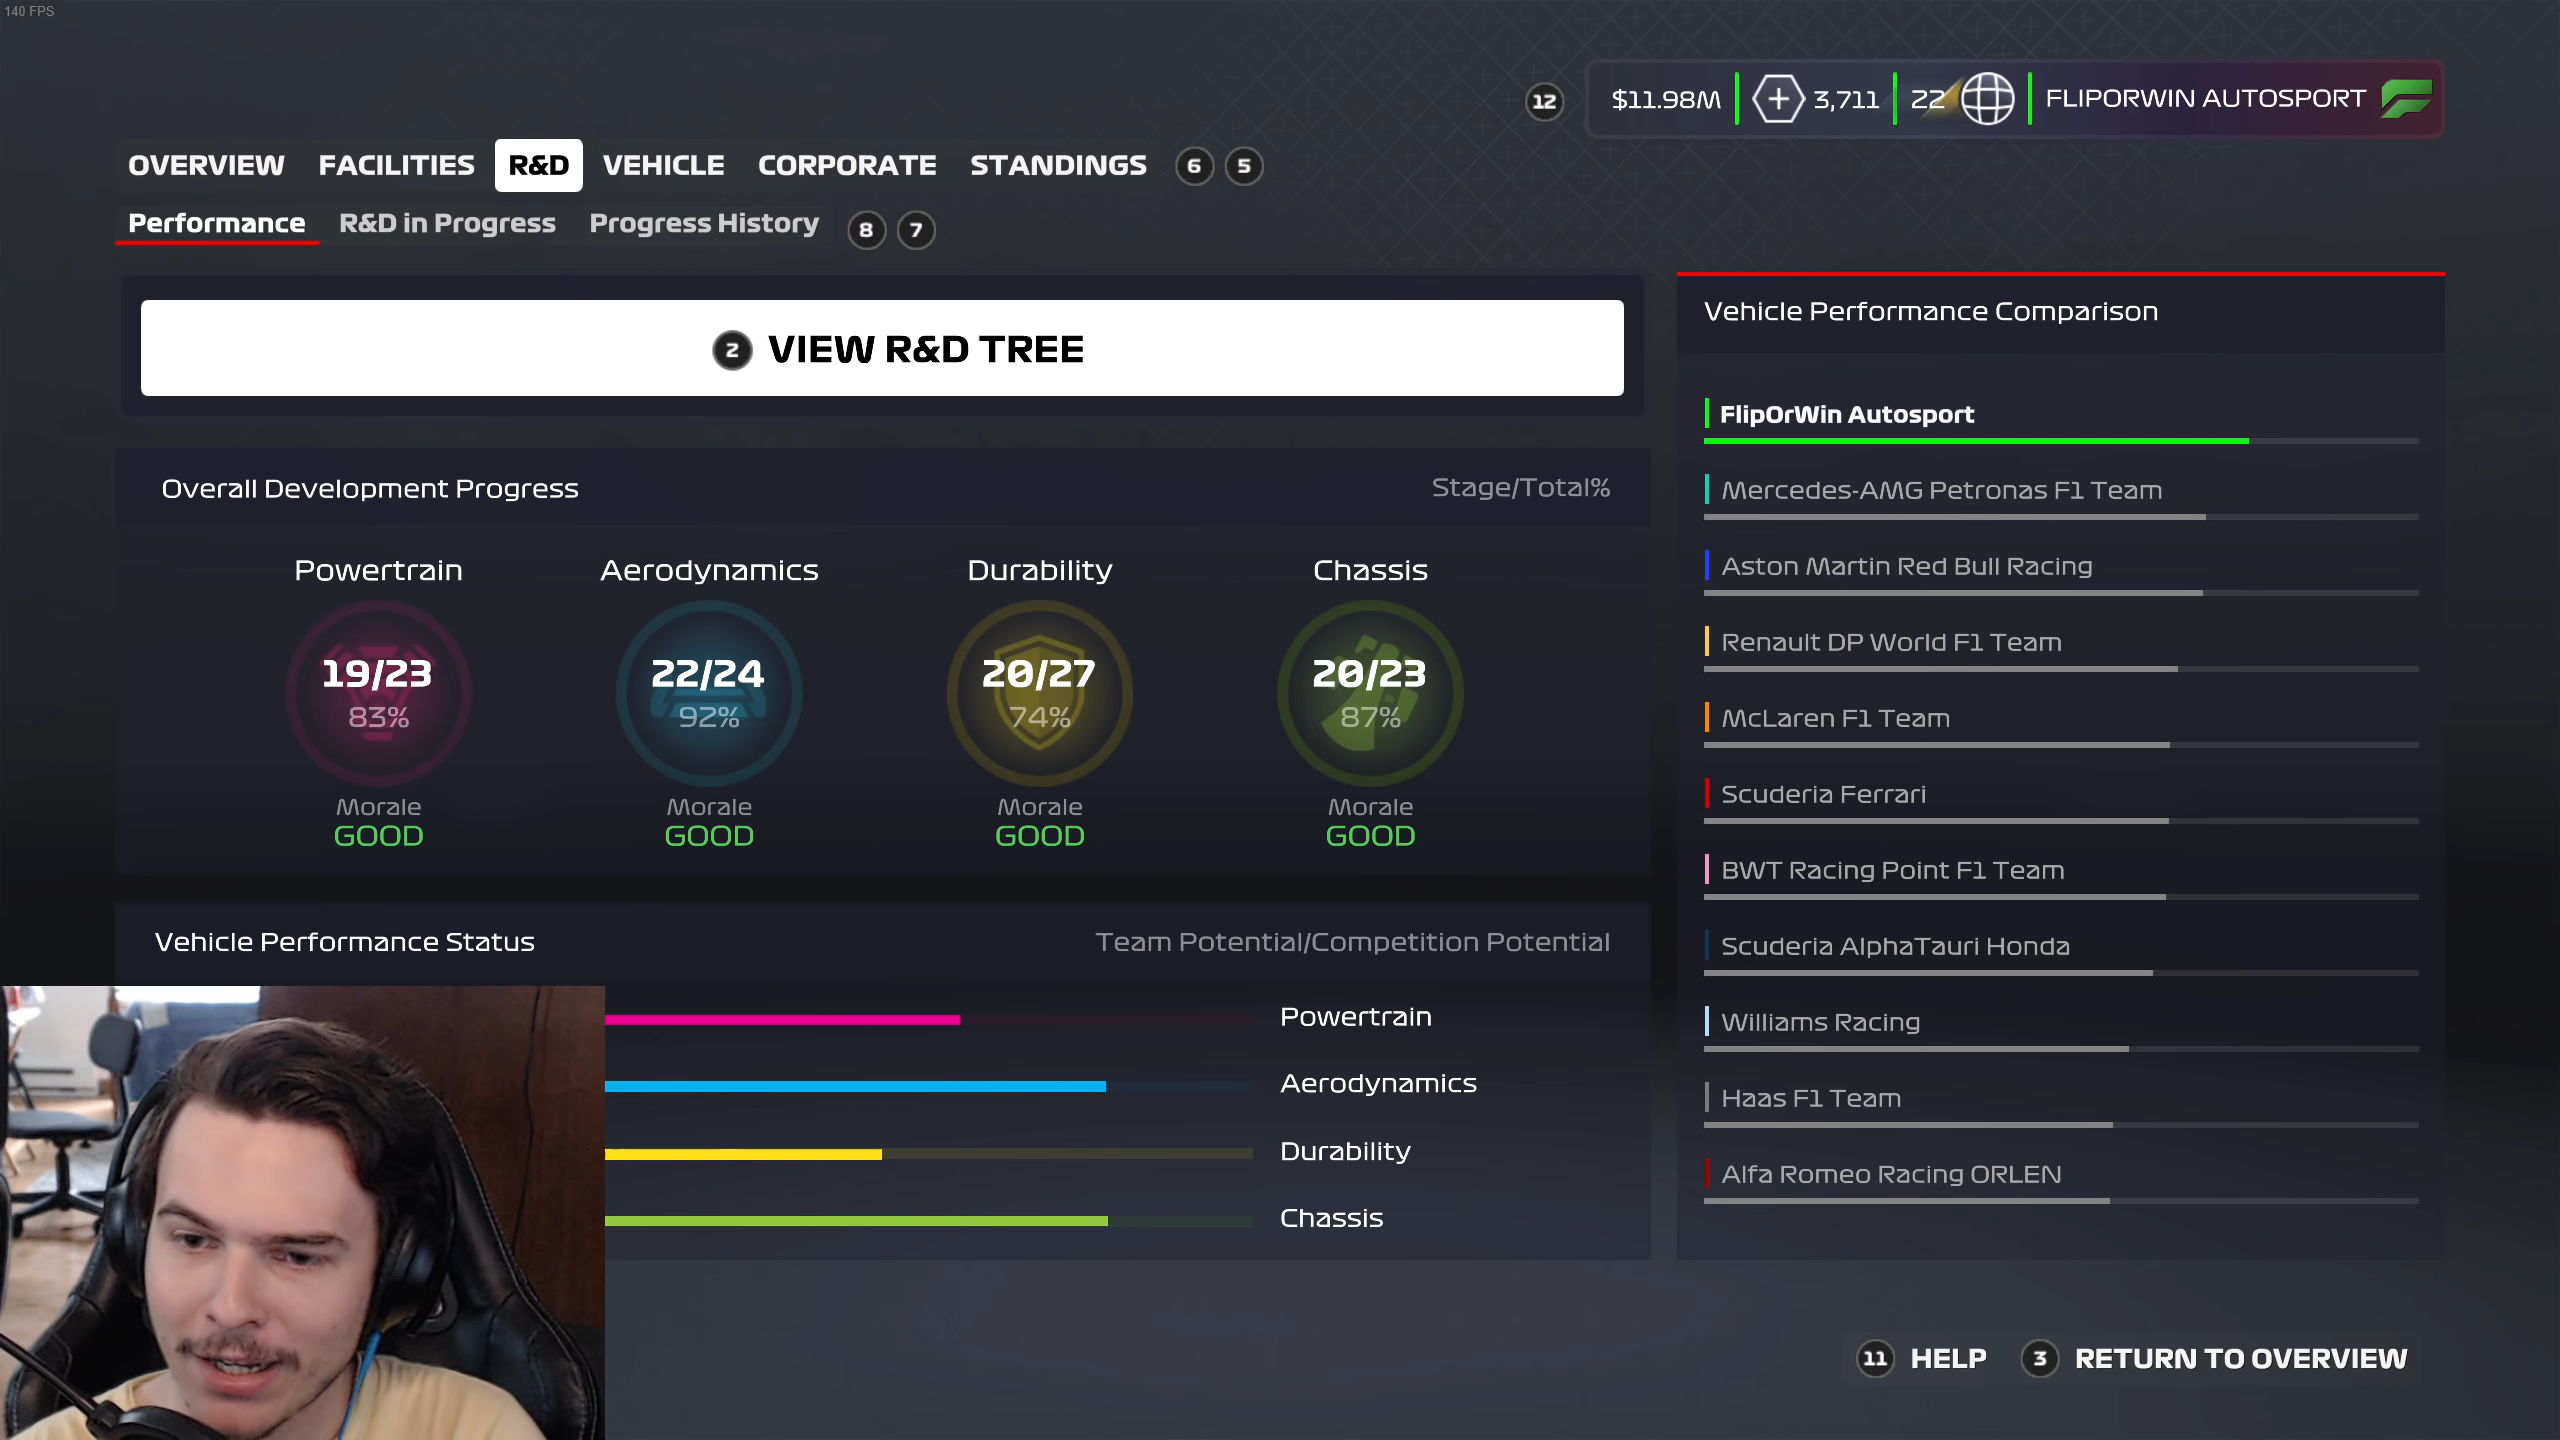 140 FPS
12 $11.98M 3,711 22 FLIPORWIN AUTOSPORT
OVERVIEW FACILITIES R&D VEHICLE CORPORATE STANDINGS 6 5
Performance R&D in Progress Progress History 8 7
2 VIEW R&D TREE
Overall Development Progress Stage/Total%
Powertrain Aerodynamics Durability Chassis
19/23 22/24 20/27 20/23
83% 92% 74% 87%
Morale Morale Morale Morale
GOOD GOOD GOOD GOOD
Vehicle Performance Status Team Potential/Competition Potential
Powertrain
Aerodynamics
Durability
Chassis
Vehicle Performance Comparison
FlipOrWin Autosport
Mercedes-AMG Petronas F1 Team
Aston Martin Red Bull Racing
Renault DP World F1 Team
McLaren F1 Team
Scuderia Ferrari
BWT Racing Point F1 Team
Scuderia AlphaTauri Honda
Williams Racing
Haas F1 Team
Alfa Romeo Racing ORLEN
11 HELP 3 RETURN TO OVERVIEW